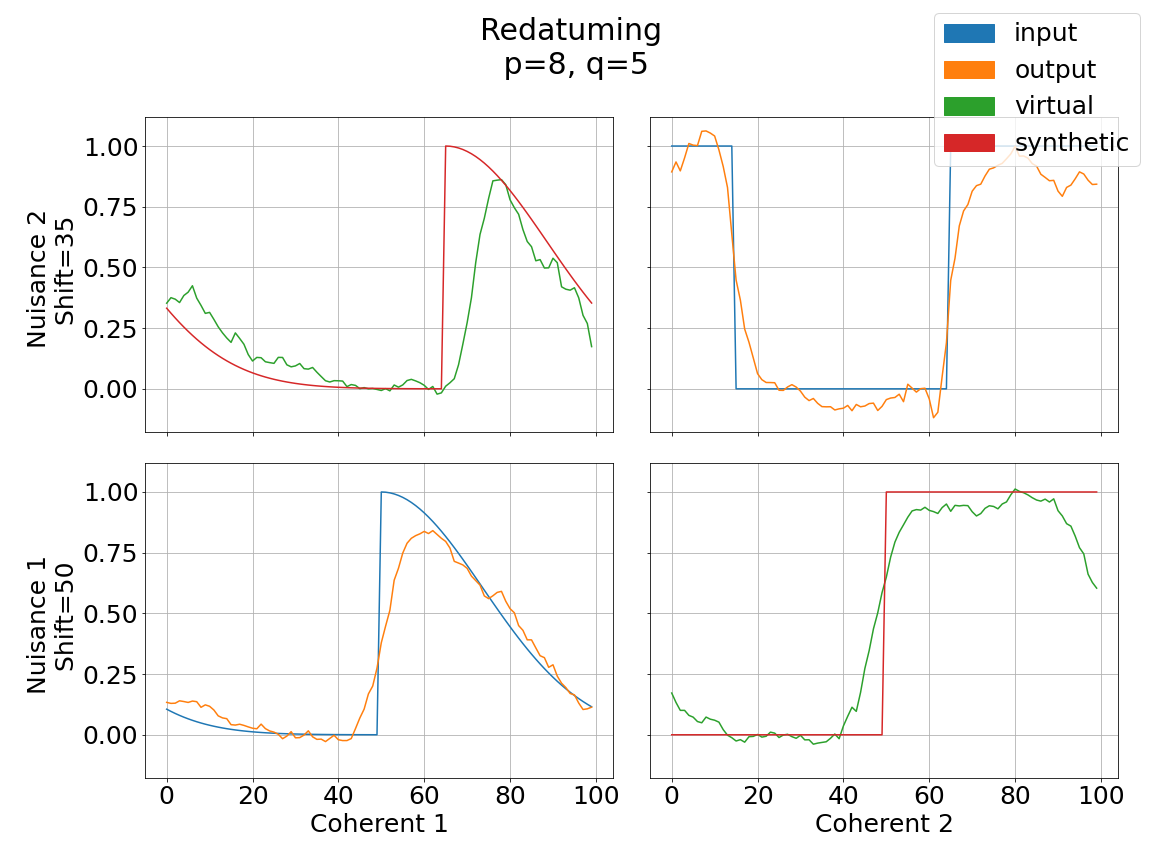 Redatuming
p=8, q=5
input
output
virtual
synthetic
Nuisance 2
Shift=35
1.00
0.75
0.50
0.25
0.00
Nuisance 1
Shift=50
1.00
0.75
0.50
0.25
0.00
0 20 40 60 80 100
0 20 40 60 80 100
Coherent 1
Coherent 2